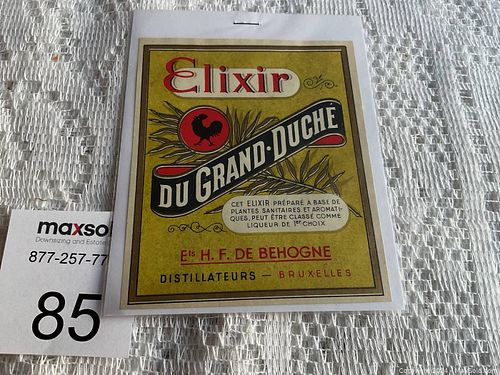 Elixir
DU GRAND-DUCHÉ
CET ELIXIR PRÉPARÉ A BASE DE
PLANTES SANITAIRES ET AROMATI-
QUES, PEUT ÊTRE CLASSÉ COMME
LIQUEUR DE 1er CHOIX
Ets H. F. DE BEHOGNE
DISTILLATEURS — BRUXELLES
maxsol
Downsizing and Estate
877-257-77
85